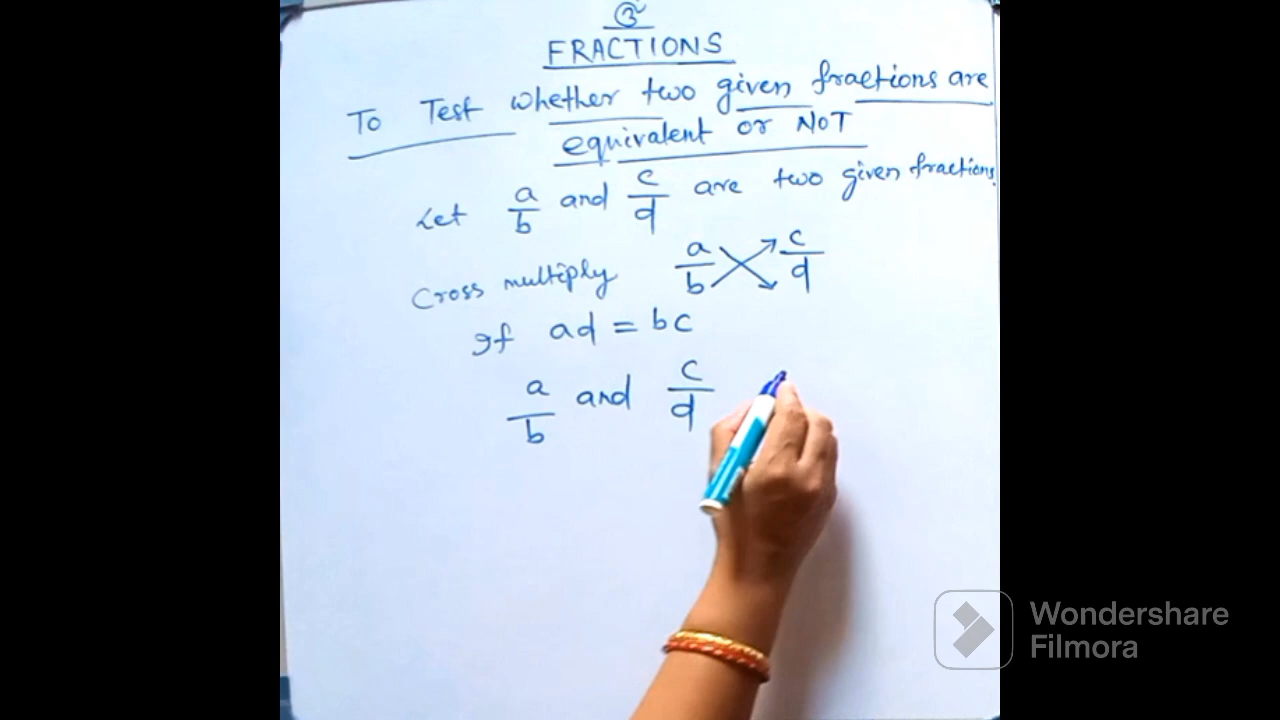 ③
FRACTIONS
To Test whether two given fractions are
equivalent or NOT
Let a/b and c/d are two given fractions.
Cross multiply a/b c/d
If ad = bc
a/b and c/d
Wondershare
Filmora